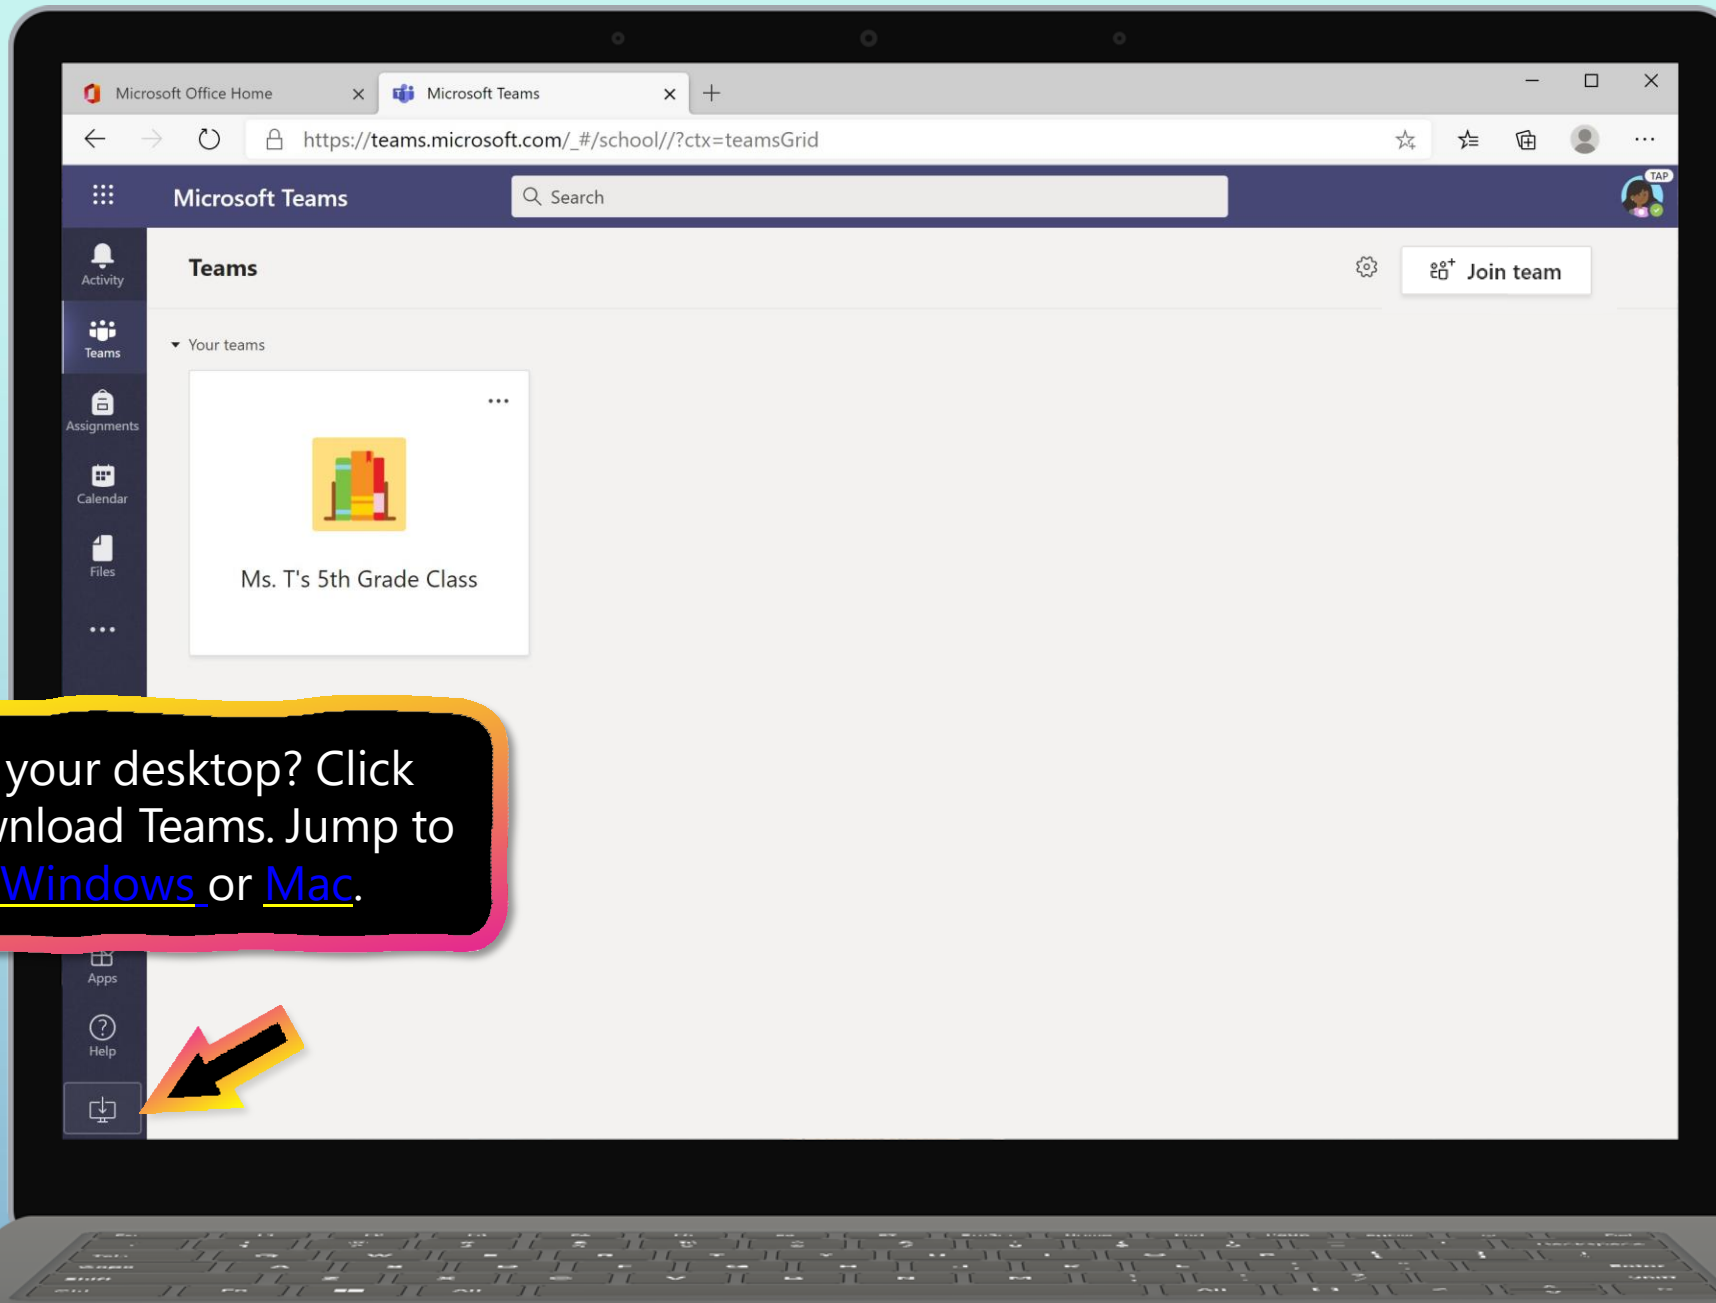 Microsoft Office Home
Microsoft Teams
https://teams.microsoft.com/_#/school//?ctx=teamsGrid
Microsoft Teams
Search
TAP
Activity
Teams
Join team
Teams
Your teams
Assignments
Calendar
Files
Ms. T's 5th Grade Class
your desktop? Click
nload Teams. Jump to
Windows or Mac.
Apps
Help